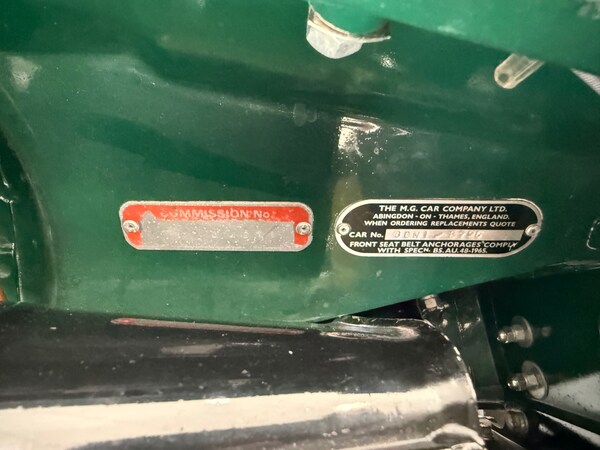 COMMISSION No.
THE M.G. CAR COMPANY LTD.
ABINGDON - ON - THAMES, ENGLAND.
WHEN ORDERING REPLACEMENTS QUOTE
CAR No.
FRONT SEAT BELT ANCHORAGES COMPLY
WITH SPECN. BS. AU. 48-1965.